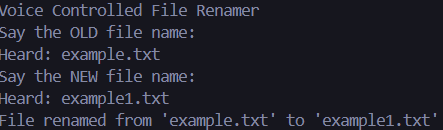 Voice Controlled File Renamer
Say the OLD file name:
Heard: example.txt
Say the NEW file name:
Heard: example1.txt
File renamed from 'example.txt' to 'example1.txt'